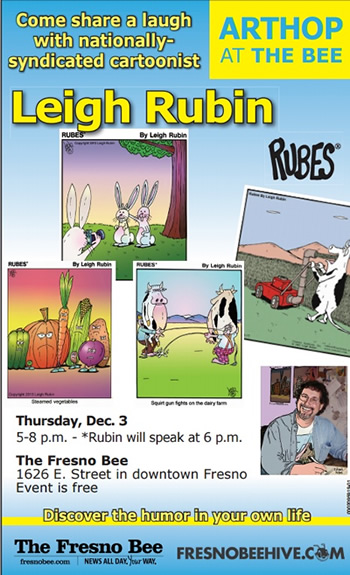 Come share a laugh
with nationally-
syndicated cartoonist
ARTHOP
AT THE BEE
Leigh Rubin
RUBES® By Leigh Rubin
RUBES®
By Leigh Rubin
RUBES® By Leigh Rubin
Steamed vegetables
Squirt gun fights on the dairy farm
Thursday, Dec. 3
5-8 p.m. - *Rubin will speak at 6 p.m.
The Fresno Bee
1626 E. Street in downtown Fresno
Event is free
Discover the humor in your own life
The Fresno Bee
fresnobee.com | NEWS ALL DAY, Your WAY.
FRESNOBEEHIVE.COM